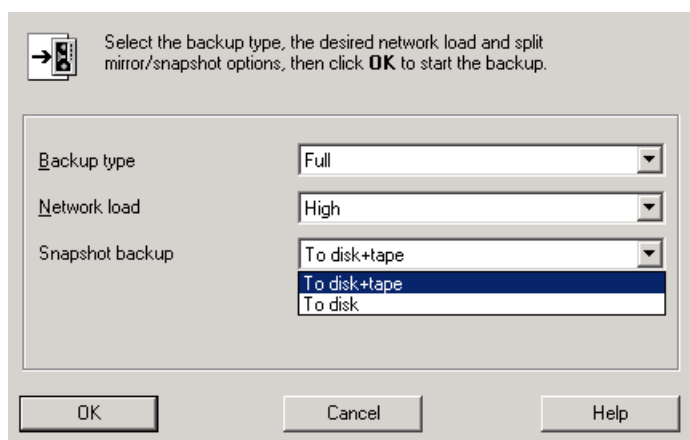 Select the backup type, the desired network load and split
mirror/snapshot options, then click OK to start the backup.
Backup type
Full
Network load
High
Snapshot backup
To disk+tape
To disk+tape
To disk
OK
Cancel
Help